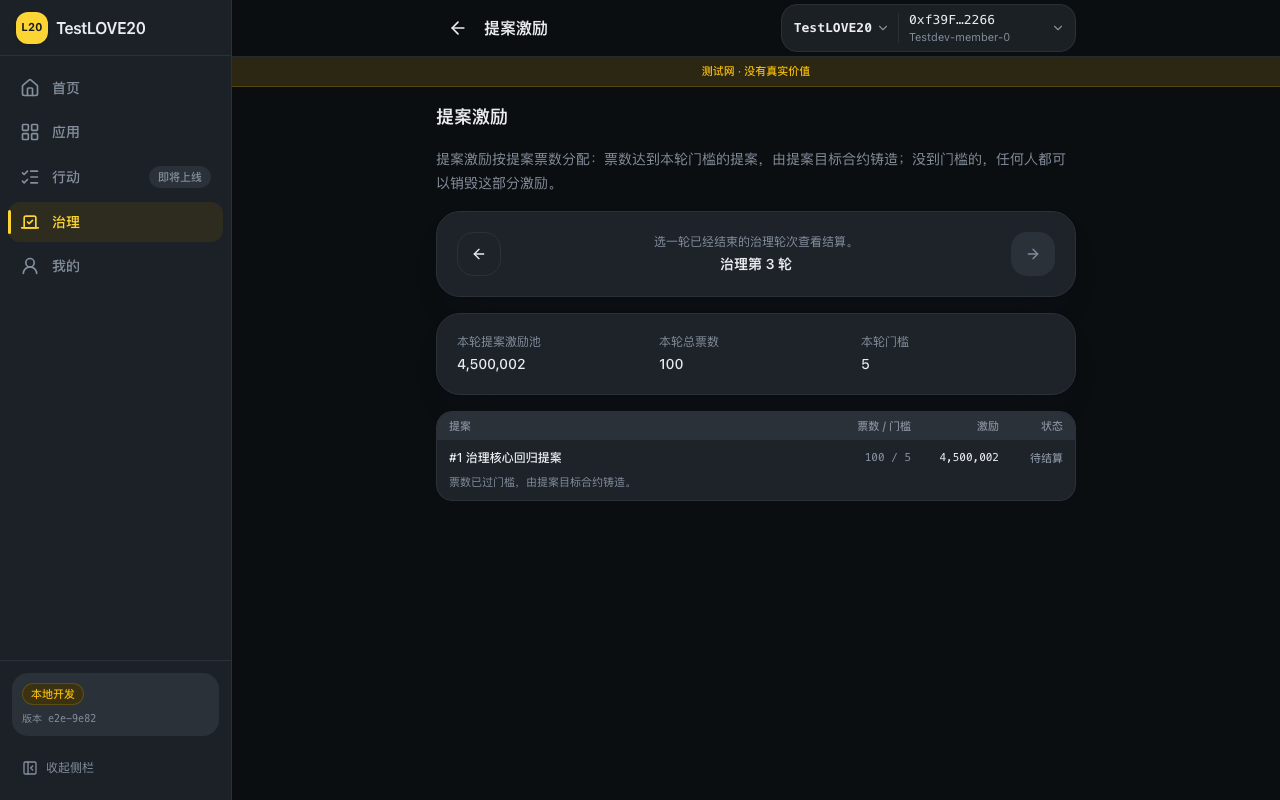 L20 TestLOVE20
首页
应用
行动 即将上线
治理
我的
本地开发
版本 e2e-9e82
收起侧栏
提案激励
TestLOVE20
0xf39F…2266
Testdev-member-0
测试网 · 没有真实价值
提案激励
提案激励按提案票数分配：票数达到本轮门槛的提案，由提案目标合约铸造；没到门槛的，任何人都可
以销毁这部分激励。
选一轮已经结束的治理轮次查看结算。
治理第 3 轮
本轮提案激励池 本轮总票数 本轮门槛
4,500,002 100 5
提案 票数 / 门槛 激励 状态
#1 治理核心回归提案 100 / 5 4,500,002 待结算
票数已过门槛，由提案目标合约铸造。